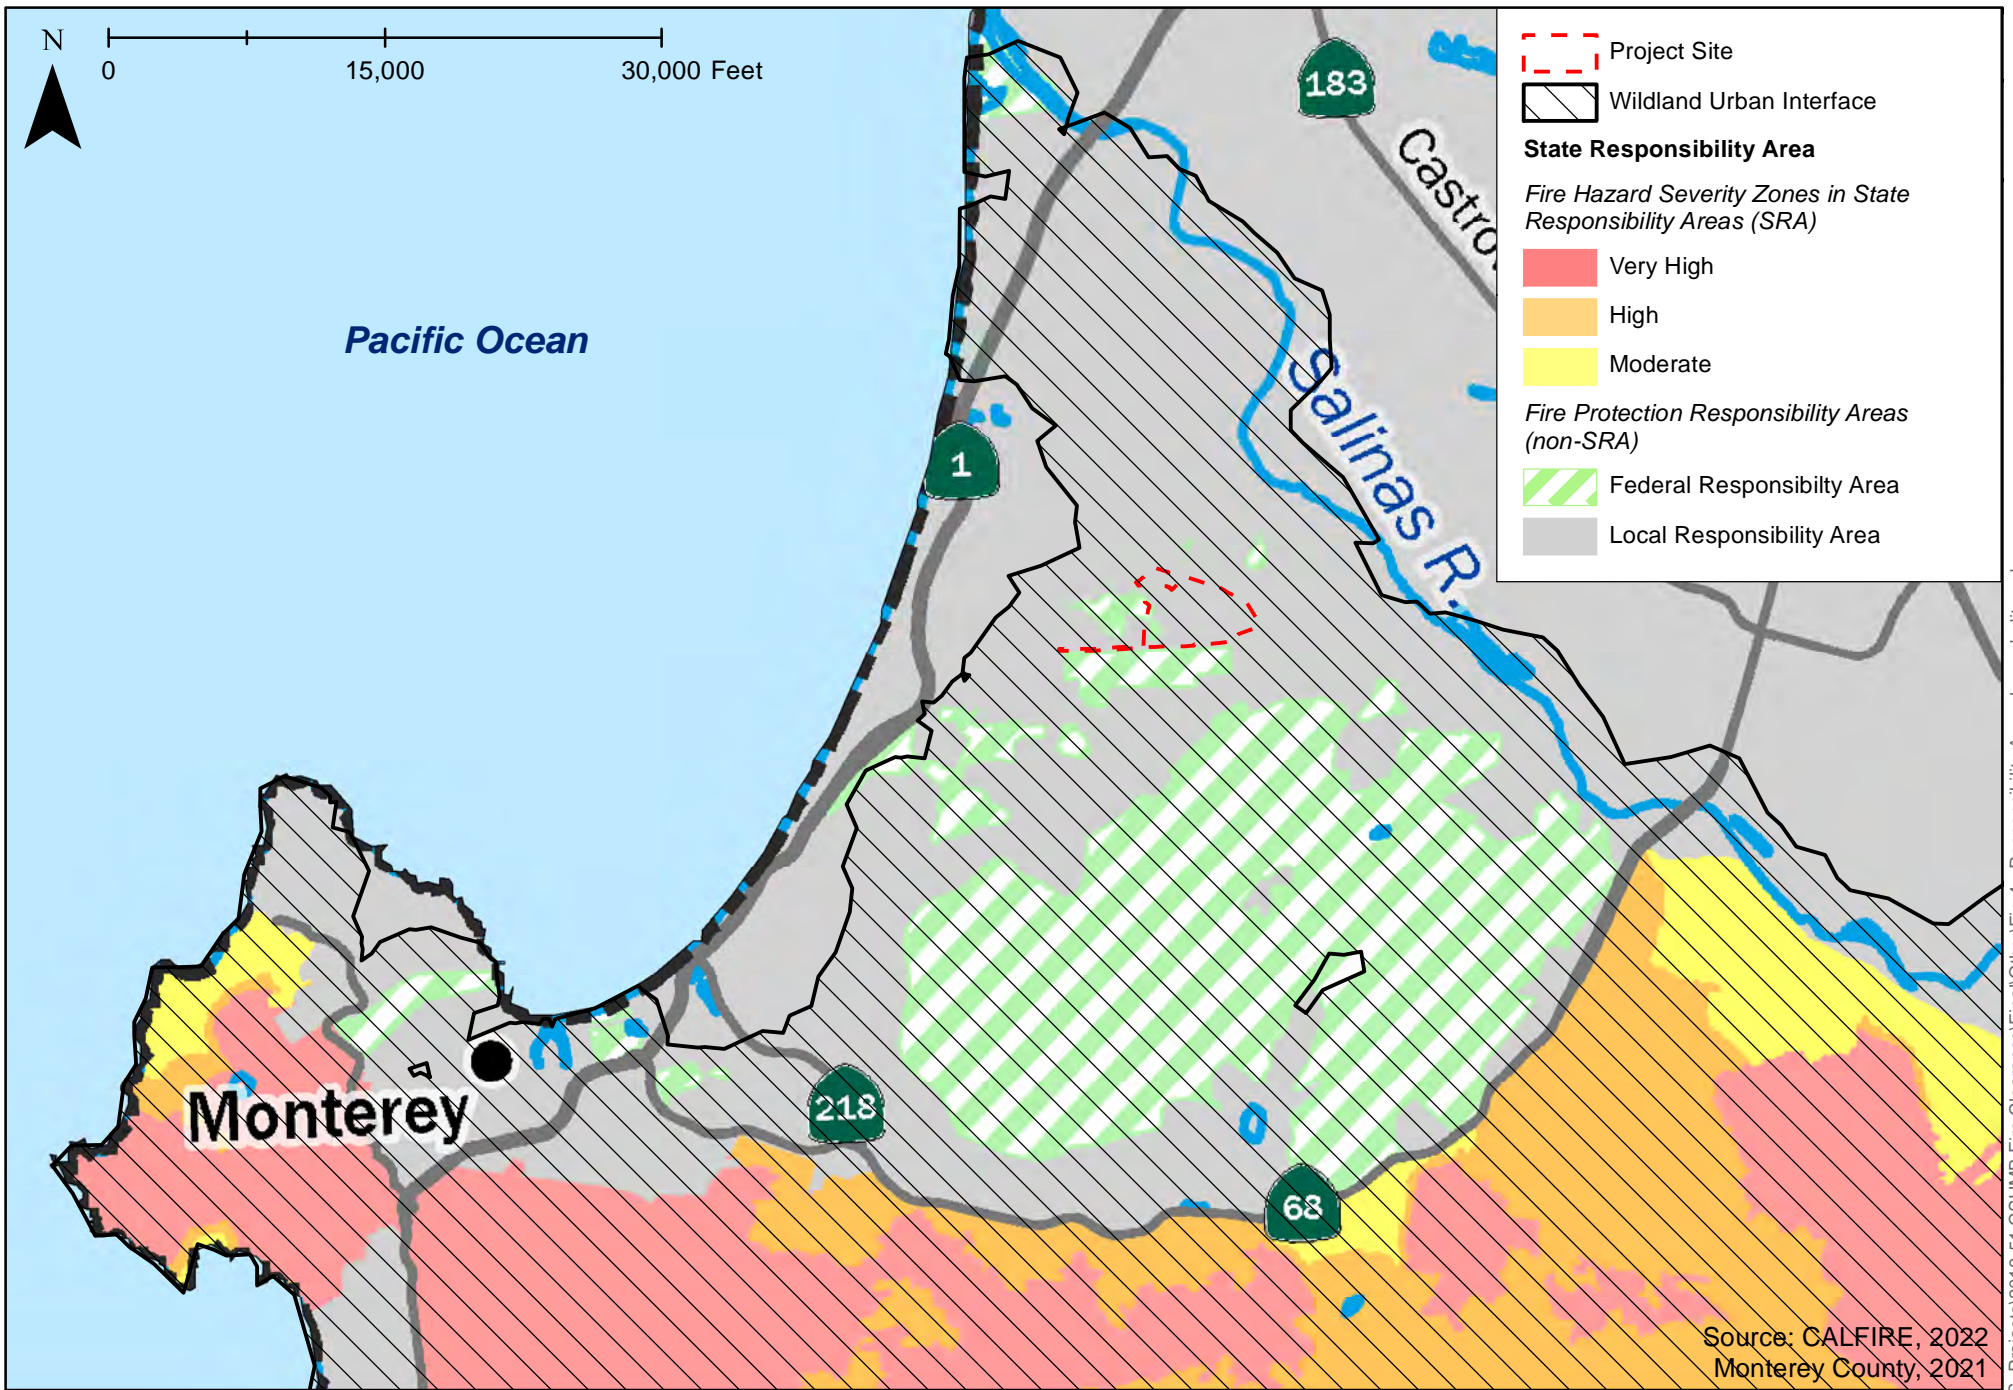 N
0 15,000 30,000 Feet
Project Site
Wildland Urban Interface
State Responsibility Area
Fire Hazard Severity Zones in State
Responsibility Areas (SRA)
Very High
High
Moderate
Fire Protection Responsibility Areas
(non-SRA)
Federal Responsibilty Area
Local Responsibility Area
183
Castro
Pacific Ocean
Salinas R.
1
Monterey
218
68
Source: CALFIRE, 2022
Monterey County, 2021